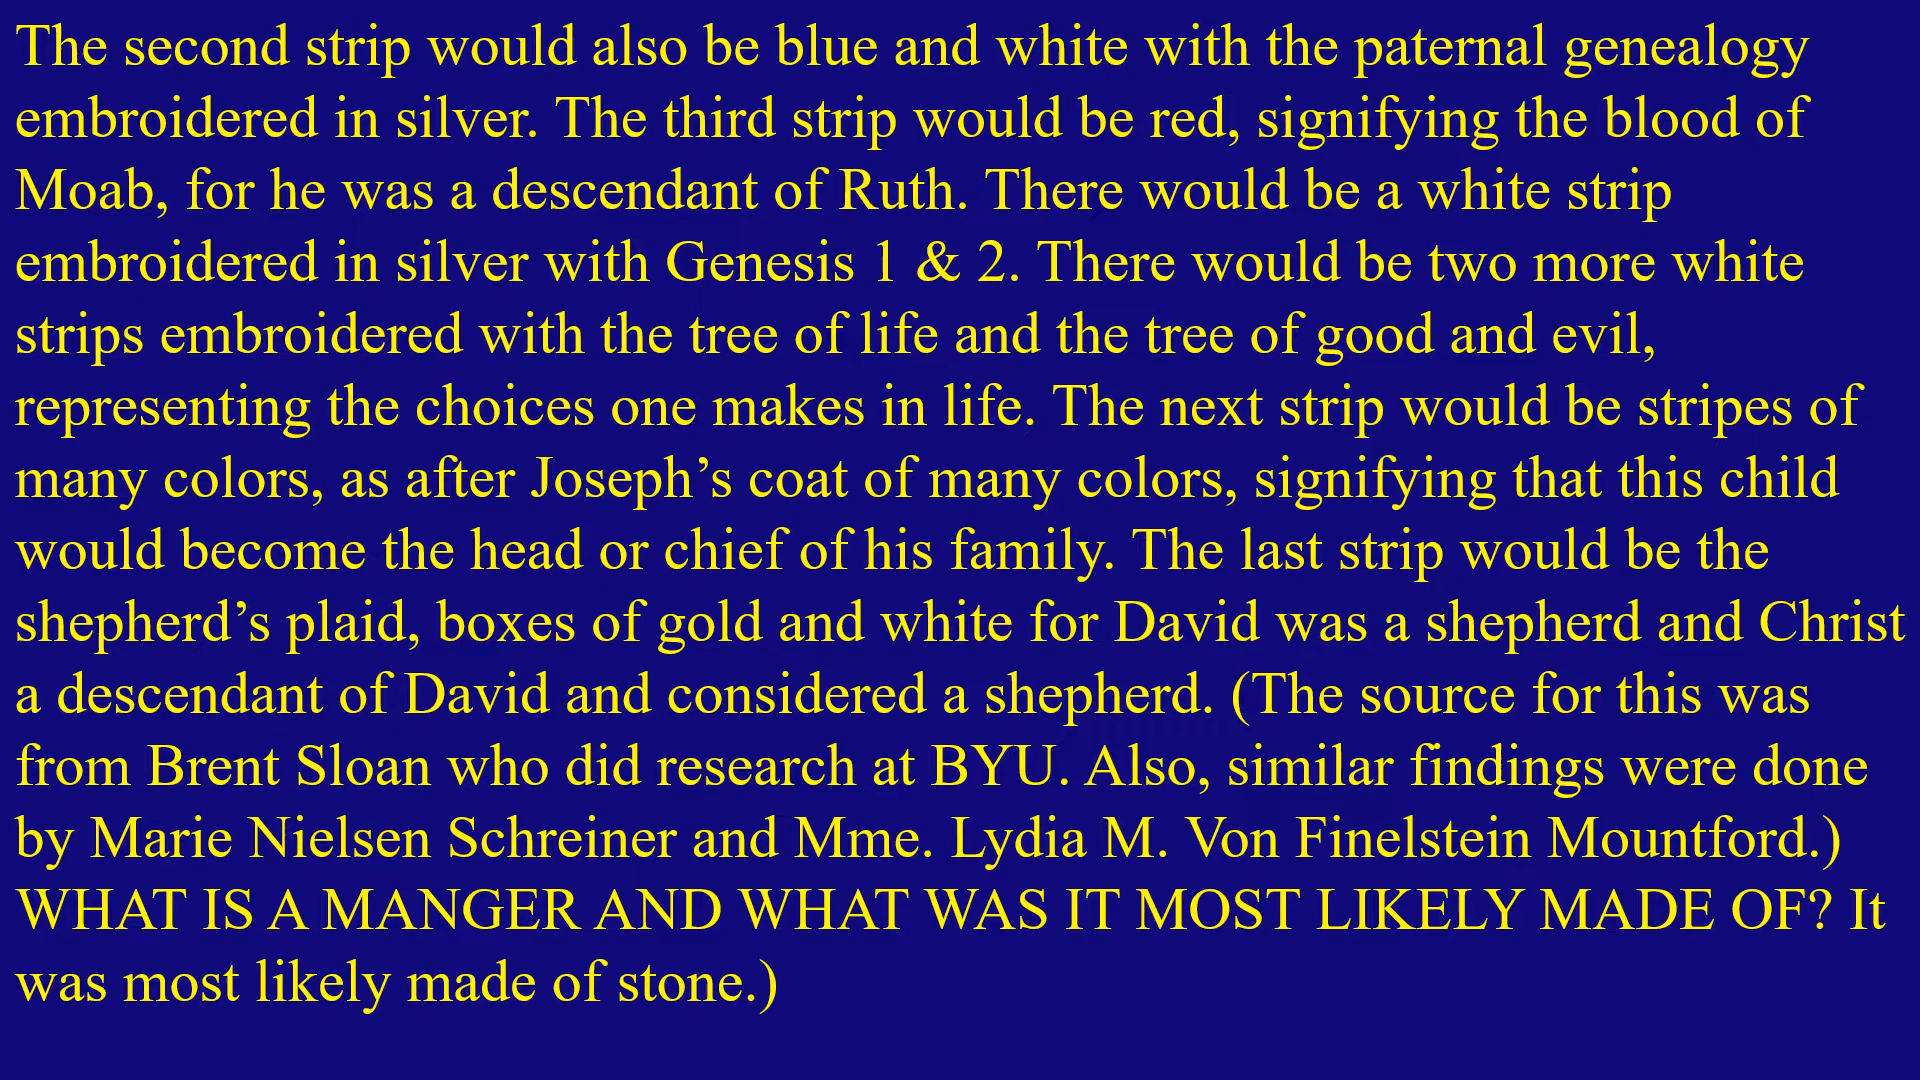 The second strip would also be blue and white with the paternal genealogy
embroidered in silver. The third strip would be red, signifying the blood of
Moab, for he was a descendant of Ruth. There would be a white strip
embroidered in silver with Genesis 1 & 2. There would be two more white
strips embroidered with the tree of life and the tree of good and evil,
representing the choices one makes in life. The next strip would be stripes of
many colors, as after Joseph’s coat of many colors, signifying that this child
would become the head or chief of his family. The last strip would be the
shepherd’s plaid, boxes of gold and white for David was a shepherd and Christ
a descendant of David and considered a shepherd. (The source for this was
from Brent Sloan who did research at BYU. Also, similar findings were done
by Marie Nielsen Schreiner and Mme. Lydia M. Von Finelstein Mountford.)
WHAT IS A MANGER AND WHAT WAS IT MOST LIKELY MADE OF? It
was most likely made of stone.)